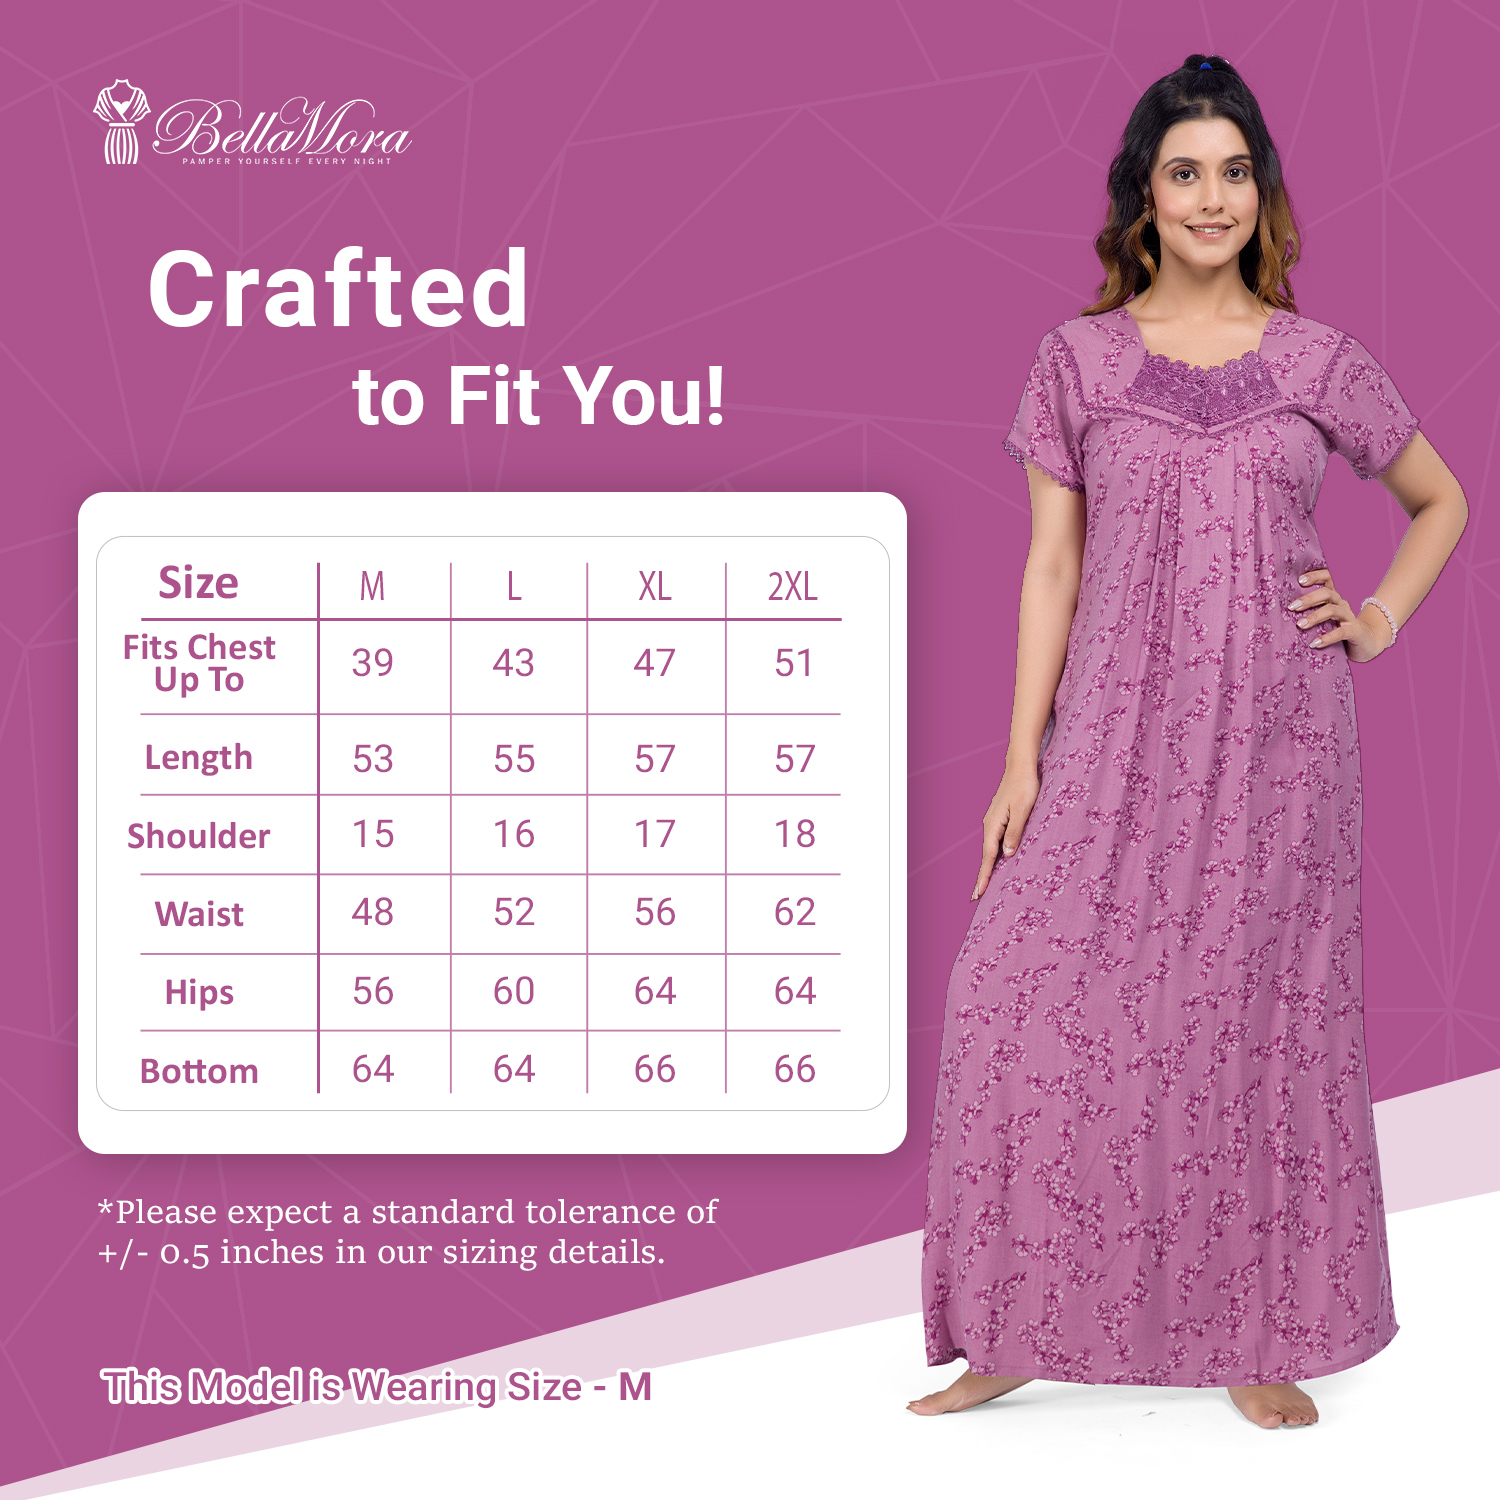 BellaMora
PAMPER YOURSELF EVERY NIGHT
Crafted
to Fit You!
Size M L XL 2XL
Fits Chest
Up To 39 43 47 51
Length 53 55 57 57
Shoulder 15 16 17 18
Waist 48 52 56 62
Hips 56 60 64 64
Bottom 64 64 66 66
*Please expect a standard tolerance of
+/- 0.5 inches in our sizing details.
This Model is Wearing Size - M